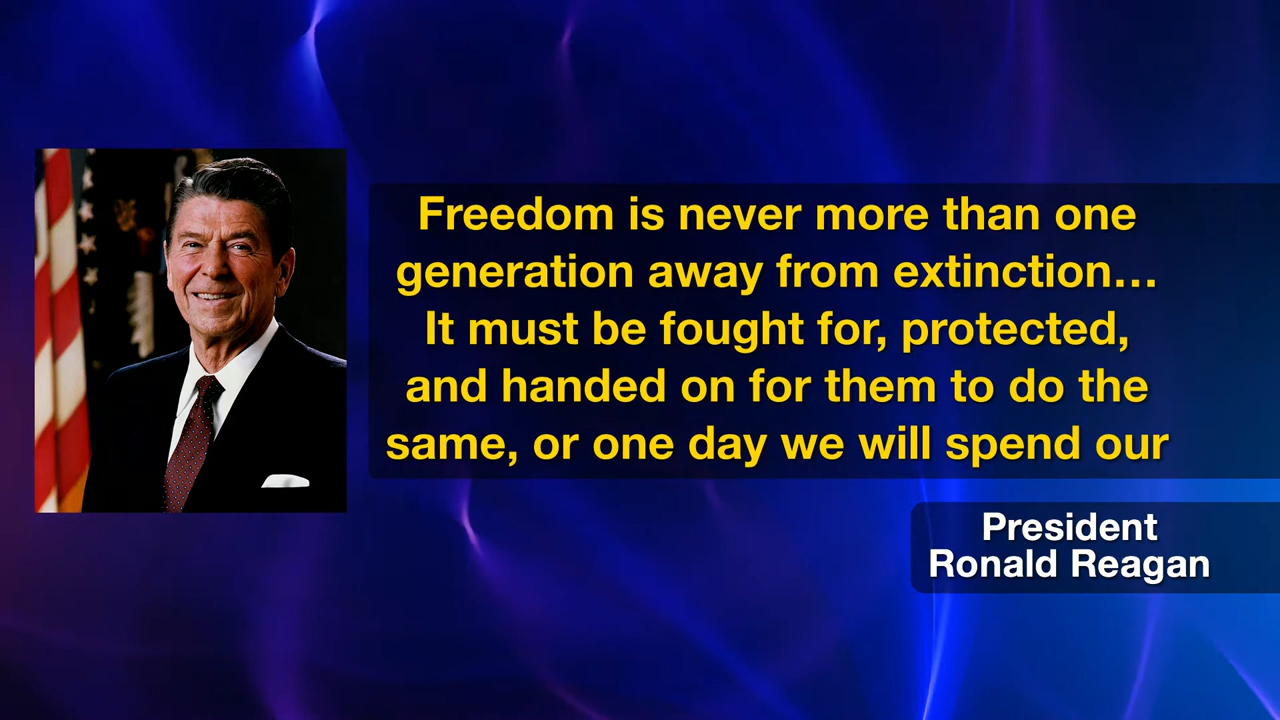 Freedom is never more than one
generation away from extinction…
It must be fought for, protected,
and handed on for them to do the
same, or one day we will spend our
President
Ronald Reagan